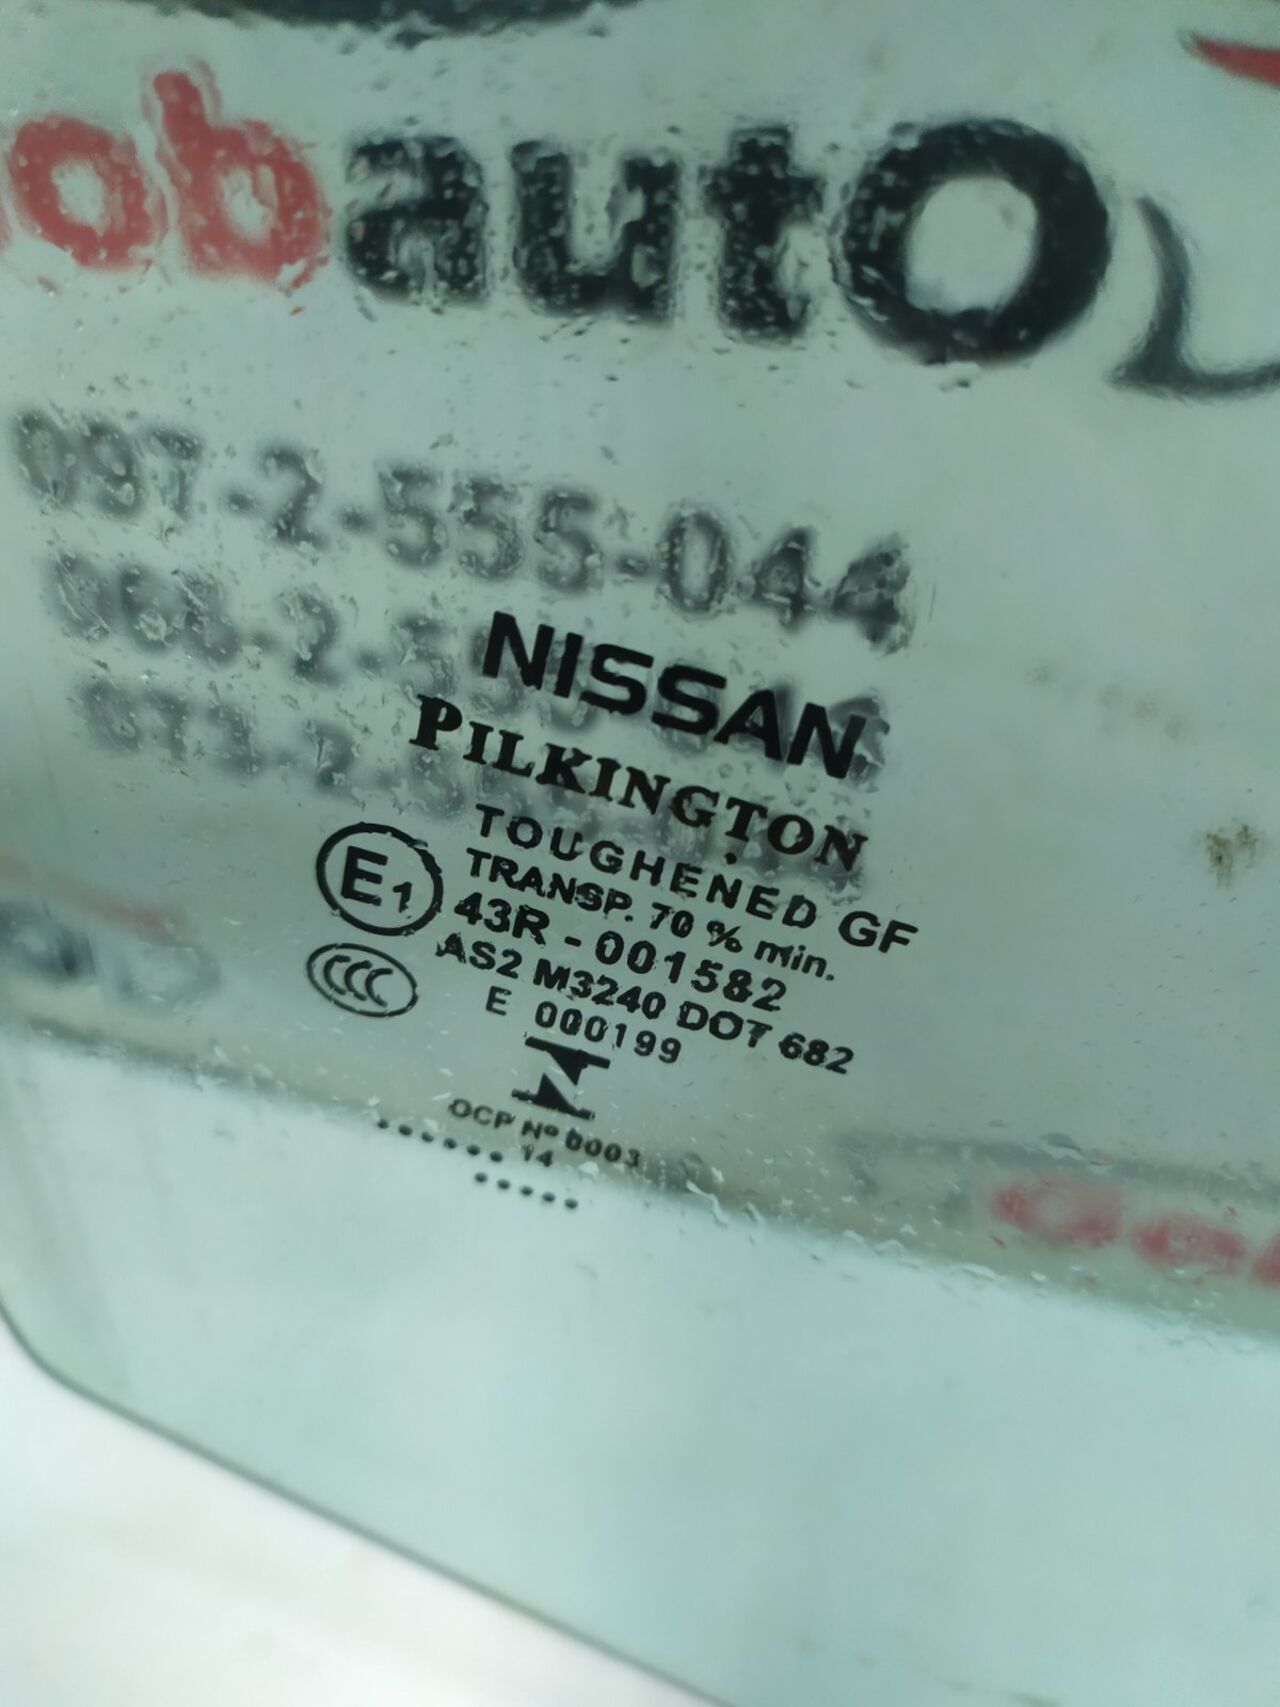 obautO
097-2-555-044
NISSAN
PILKINGTON
TOUGHENED GF
TRANSP. 70 % min.
E1
43R - 001582
CCC
AS2 M3240 DOT 682
E 000199
OCP Nº 0003
14